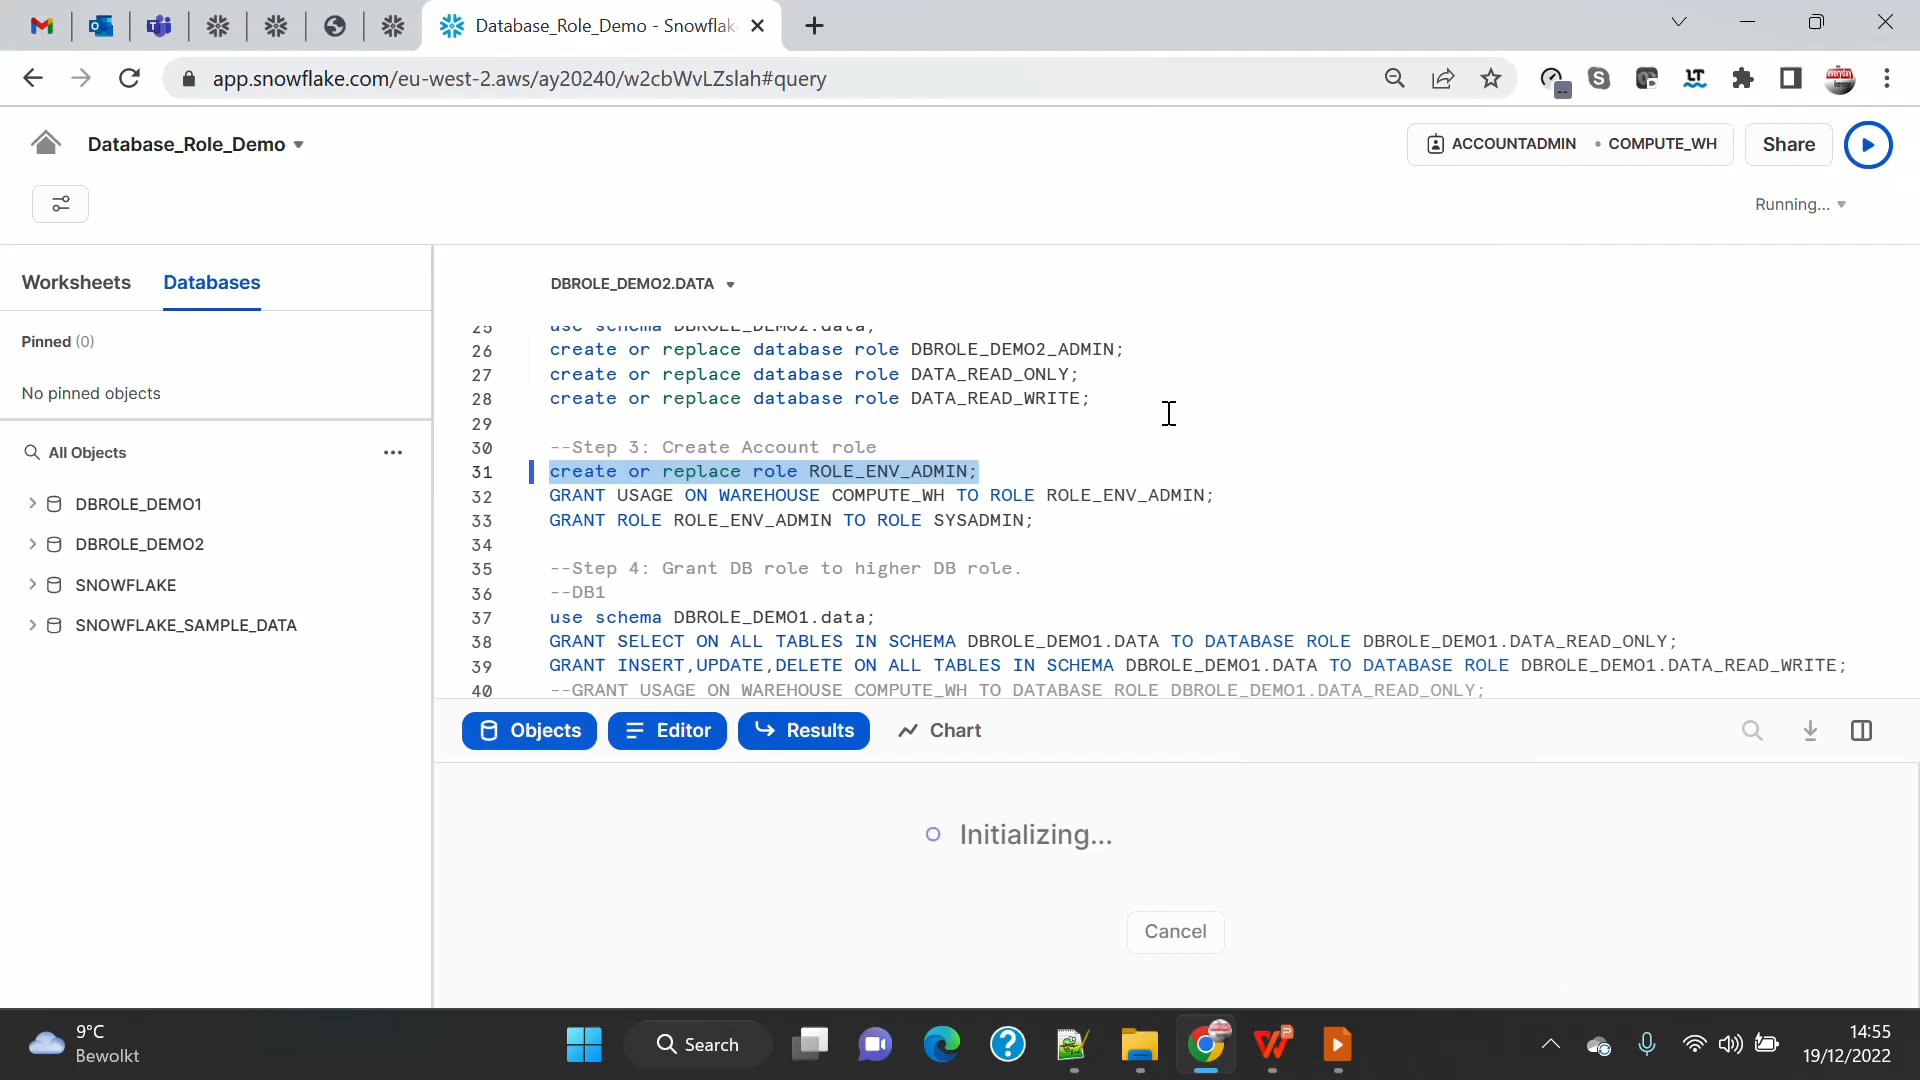 Database_Role_Demo - Snowflak
app.snowflake.com/eu-west-2.aws/ay20240/w2cbWvLZslah#query
Database_Role_Demo
ACCOUNTADMIN • COMPUTE_WH
Share
Running...
Worksheets
Databases
Pinned (0)
No pinned objects
All Objects
DBROLE_DEMO1
DBROLE_DEMO2
SNOWFLAKE
SNOWFLAKE_SAMPLE_DATA
DBROLE_DEMO2.DATA
25 use schema DBROLE_DEMO2.data;
26 create or replace database role DBROLE_DEMO2_ADMIN;
27 create or replace database role DATA_READ_ONLY;
28 create or replace database role DATA_READ_WRITE;
29
30 --Step 3: Create Account role
31 create or replace role ROLE_ENV_ADMIN;
32 GRANT USAGE ON WAREHOUSE COMPUTE_WH TO ROLE ROLE_ENV_ADMIN;
33 GRANT ROLE ROLE_ENV_ADMIN TO ROLE SYSADMIN;
34
35 --Step 4: Grant DB role to higher DB role.
36 --DB1
37 use schema DBROLE_DEMO1.data;
38 GRANT SELECT ON ALL TABLES IN SCHEMA DBROLE_DEMO1.DATA TO DATABASE ROLE DBROLE_DEMO1.DATA_READ_ONLY;
39 GRANT INSERT,UPDATE,DELETE ON ALL TABLES IN SCHEMA DBROLE_DEMO1.DATA TO DATABASE ROLE DBROLE_DEMO1.DATA_READ_WRITE;
40 --GRANT USAGE ON WAREHOUSE COMPUTE_WH TO DATABASE ROLE DBROLE_DEMO1.DATA_READ_ONLY;
Objects
Editor
Results
Chart
Initializing...
Cancel
9°C
Bewolkt
Search
14:55
19/12/2022